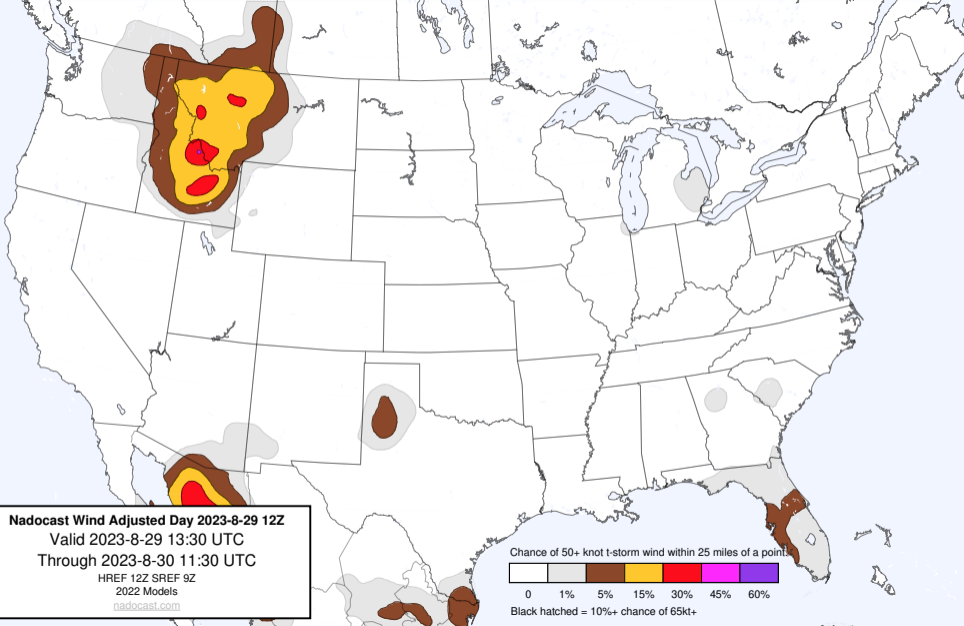 Nadocast Wind Adjusted Day 2023-8-29 12Z
Valid 2023-8-29 13:30 UTC
Through 2023-8-30 11:30 UTC
HREF 12Z SREF 9Z
2022 Models
nadocast.com
Chance of 50+ knot t-storm wind within 25 miles of a point.
0 1% 5% 15% 30% 45% 60%
Black hatched = 10%+ chance of 65kt+